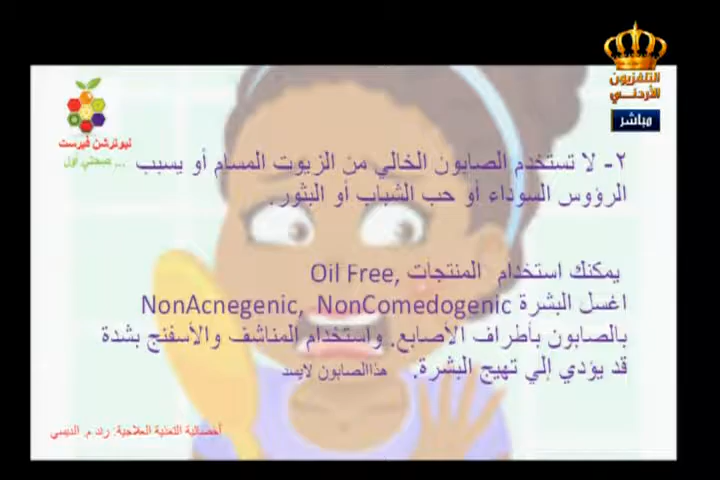 التلفزيون
الأردني
مباشر
نيوترشن فيرست
... صحتي أول
٢- لا تستخدم الصابون الخالي من الزيوت المسام أو يسبب
الرؤوس السوداء أو حب الشباب أو البثور.
يمكنك استخدام المنتجات Oil Free,
اغسل البشرة NonAcnegenic, NonComedogenic
بالصابون بأطراف الأصابع. واستخدام المناشف والأسفنج بشدة
قد يؤدي إلي تهيج البشرة. هذاالصابون لايسد
أخصائية التغذية العلاجية: رند م. الديسي